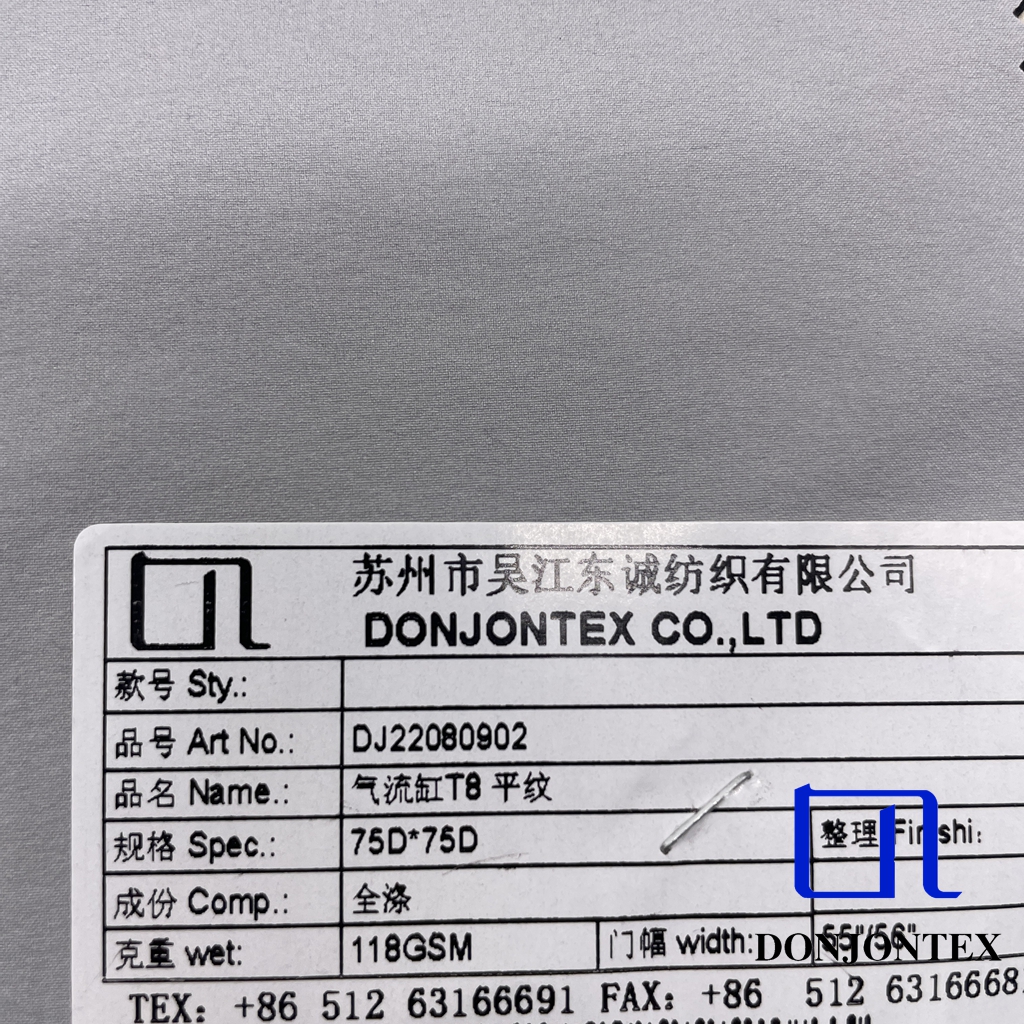 苏州市吴江东诚纺织有限公司
DONJONTEX CO.,LTD
款号 Sty.:
品号 Art No.: DJ22080902
品名 Name.: 气流缸T8 平纹
规格 Spec.: 75D*75D 整理 Finishi:
成份 Comp.: 全涤
克重 wet: 118GSM 门幅 width: 55"/56"
DONJONTEX
TEX: +86 512 63166691 FAX: +86 512 6316668